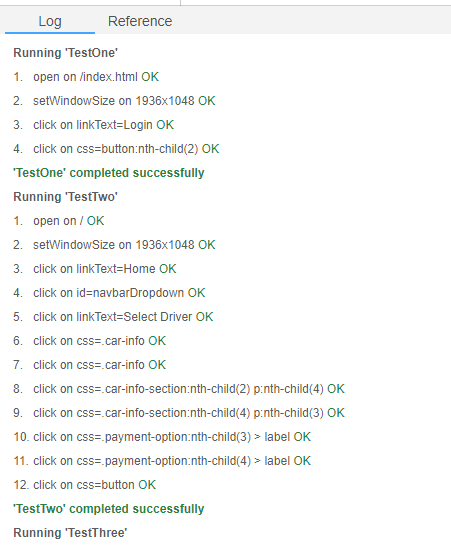 Log Reference
Running 'TestOne'
1. open on /index.html OK
2. setWindowSize on 1936x1048 OK
3. click on linkText=Login OK
4. click on css=button:nth-child(2) OK
'TestOne' completed successfully
Running 'TestTwo'
1. open on / OK
2. setWindowSize on 1936x1048 OK
3. click on linkText=Home OK
4. click on id=navbarDropdown OK
5. click on linkText=Select Driver OK
6. click on css=.car-info OK
7. click on css=.car-info OK
8. click on css=.car-info-section:nth-child(2) p:nth-child(4) OK
9. click on css=.car-info-section:nth-child(4) p:nth-child(3) OK
10. click on css=.payment-option:nth-child(3) > label OK
11. click on css=.payment-option:nth-child(4) > label OK
12. click on css=button OK
'TestTwo' completed successfully
Running 'TestThree'